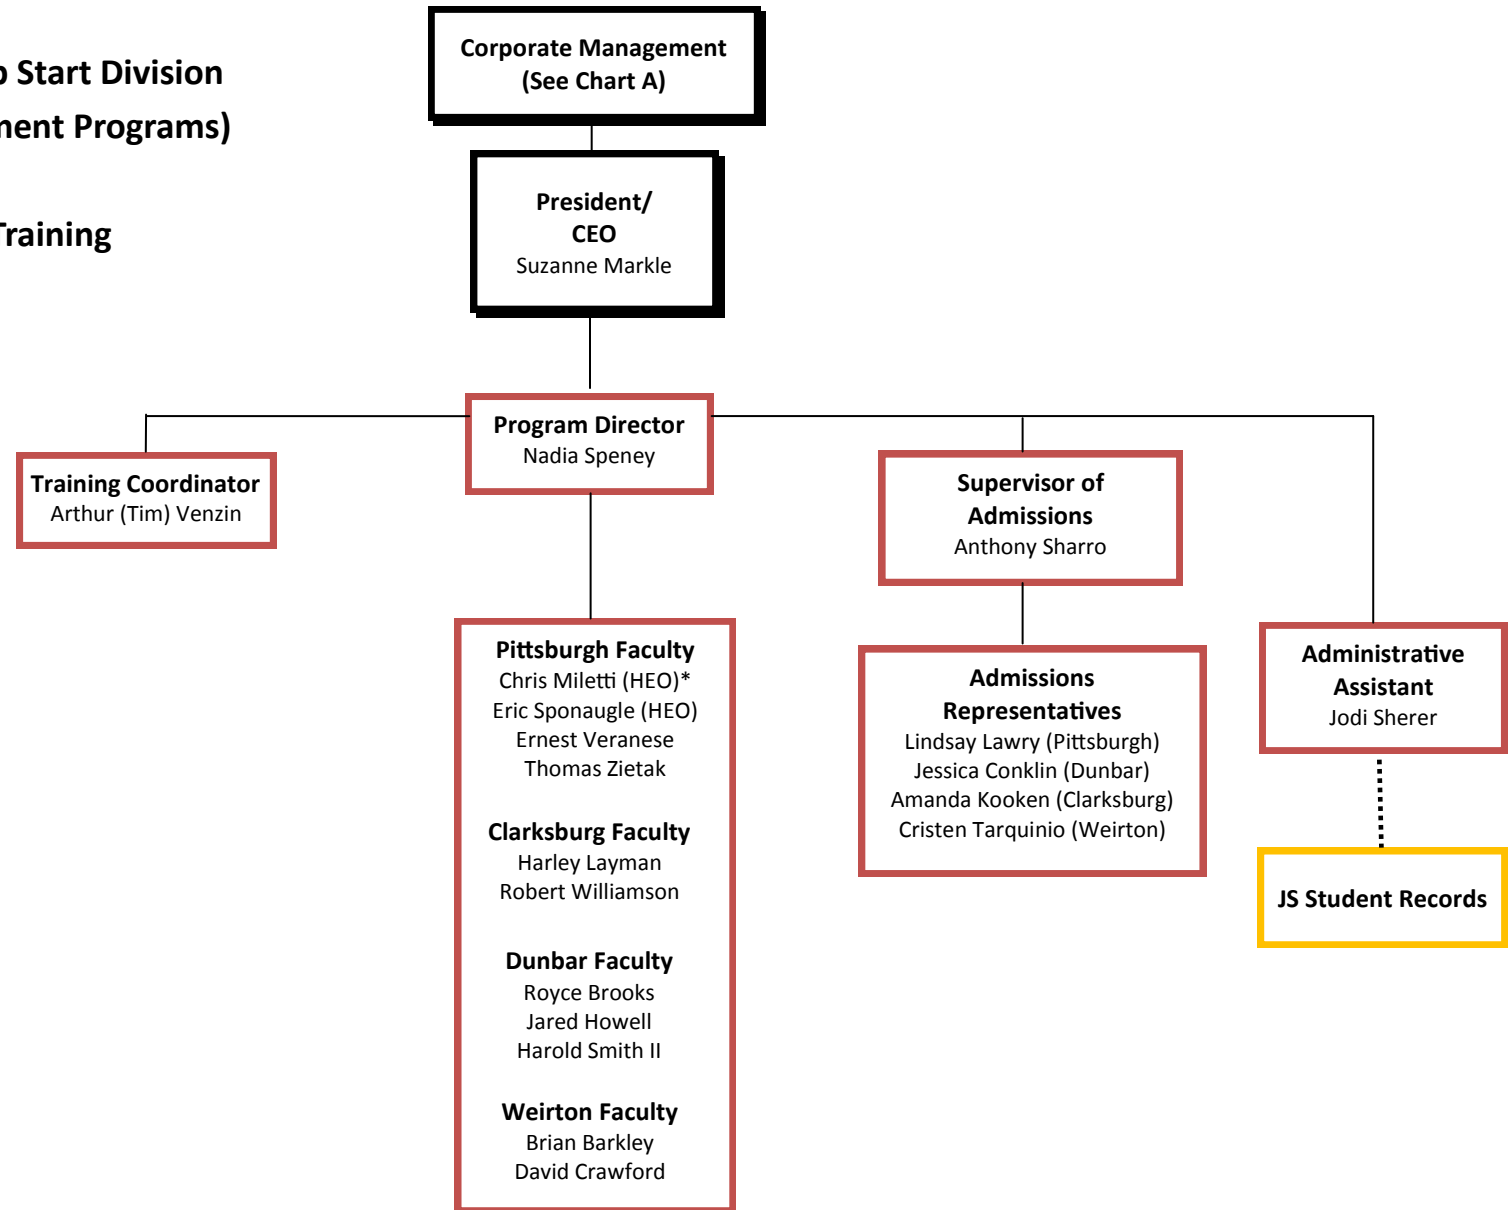 Start Division
Programs)
Training
Corporate Management
(See Chart A)
President/
CEO
Suzanne Markle
Program Director
Nadia Speney
Training Coordinator
Arthur (Tim) Venzin
Supervisor of
Admissions
Anthony Sharro
Pittsburgh Faculty
Chris Miletti (HEO)*
Eric Sponaugle (HEO)
Ernest Veranese
Thomas Zietak
Clarksburg Faculty
Harley Layman
Robert Williamson
Dunbar Faculty
Royce Brooks
Jared Howell
Harold Smith II
Weirton Faculty
Brian Barkley
David Crawford
Admissions
Representatives
Lindsay Lawry (Pittsburgh)
Jessica Conklin (Dunbar)
Amanda Kooken (Clarksburg)
Cristen Tarquinio (Weirton)
Administrative
Assistant
Jodi Sherer
JS Student Records